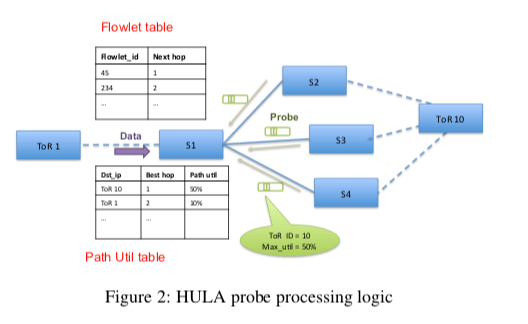 Flowlet table
Flowlet_id Next hop
45 1
234 2
... ...
S2
Probe
ToR 10
Data
ToR 1
S1
S3
Dst_ip Best hop Path util
ToR 10 1 50%
ToR 1 2 10%
... ...
S4
ToR ID = 10
Max_util = 50%
Path Util table
Figure 2: HULA probe processing logic